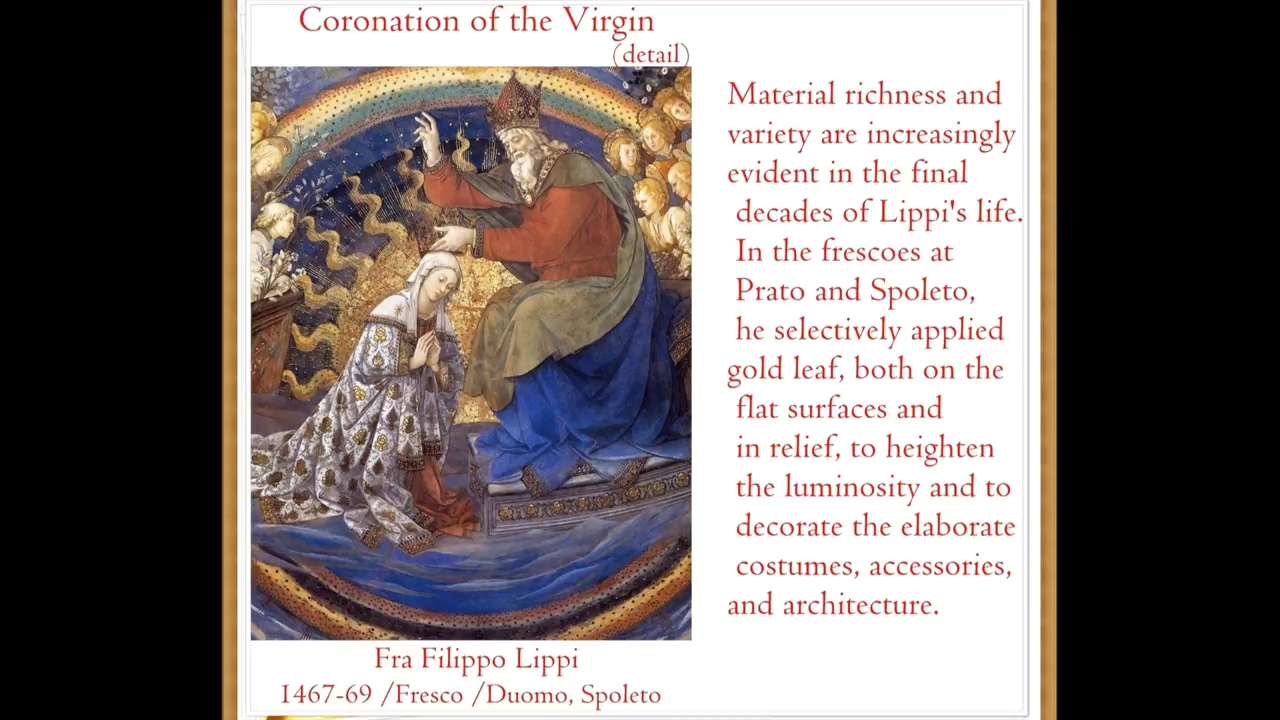 Coronation of the Virgin
(detail)
Material richness and
variety are increasingly
evident in the final
decades of Lippi's life.
In the frescoes at
Prato and Spoleto,
he selectively applied
gold leaf, both on the
flat surfaces and
in relief, to heighten
the luminosity and to
decorate the elaborate
costumes, accessories,
and architecture.
Fra Filippo Lippi
1467-69 /Fresco /Duomo, Spoleto